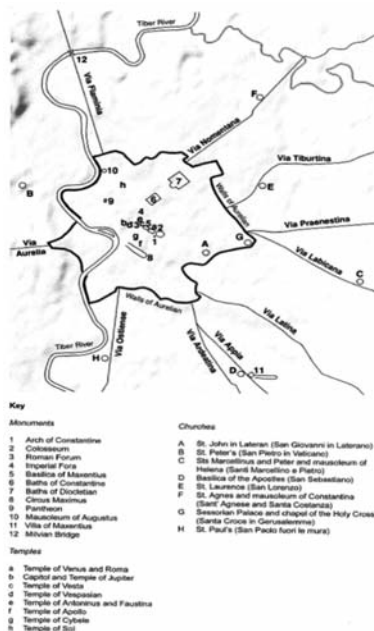 Tiber River
12
Via Flaminia
F
Via Nomentana
10
h
7
Via Tiburtina
B
9
6
Walls of Aurelian
E
4
b
5
2
Via Praenestina
g
1
G
Via Aurelia
f
8
A
Via Labicana
C
Walls of Aurelian
Via Latina
Tiber River
H
Via Ostiense
Via Ardeatina
Via Appia
D
11
Key
Monuments
1 Arch of Constantine
2 Colosseum
3 Roman Forum
4 Imperial Fora
5 Basilica of Maxentius
6 Baths of Constantine
7 Baths of Diocletian
8 Circus Maximus
9 Pantheon
10 Mausoleum of Augustus
11 Villa of Maxentius
12 Milvian Bridge
Temples
a Temple of Venus and Roma
b Capitol and Temple of Jupiter
c Temple of Vesta
d Temple of Vespasian
e Temple of Antoninus and Faustina
f Temple of Apollo
g Temple of Cybele
h Temple of Sol
Churches
A St. John in Lateran (San Giovanni in Laterano)
B St. Peter's (San Pietro in Vaticano)
C Sts Marcellinus and Peter and mausoleum of
Helena (Santi Marcellino e Pietro)
D Basilica of the Apostles (San Sebastiano)
E St. Laurence (San Lorenzo)
F St. Agnes and mausoleum of Constantina
(Sant' Agnese and Santa Costanza)
G Sessorian Palace and chapel of the Holy Cross
(Santa Croce in Gerusalemme)
H St. Paul's (San Paolo fuori le mura)